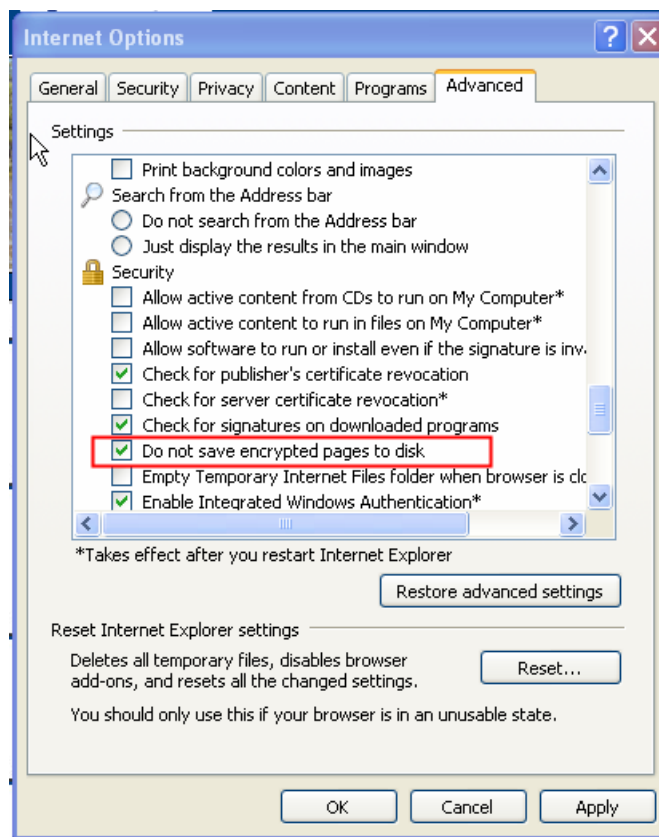 Internet Options
General Security Privacy Content Programs Advanced
Settings
Print background colors and images
Search from the Address bar
Do not search from the Address bar
Just display the results in the main window
Security
Allow active content from CDs to run on My Computer*
Allow active content to run in files on My Computer*
Allow software to run or install even if the signature is
Check for publisher's certificate revocation
Check for server certificate revocation*
Check for signatures on downloaded programs
Do not save encrypted pages to disk
Empty Temporary Internet Files folder when browser is
Enable Integrated Windows Authentication*
*Takes effect after you restart Internet Explorer
Restore advanced settings
Reset Internet Explorer settings
Deletes all temporary files, disables browser
add-ons, and resets all the changed settings.
Reset...
You should only use this if your browser is in an unusable state.
OK Cancel Apply